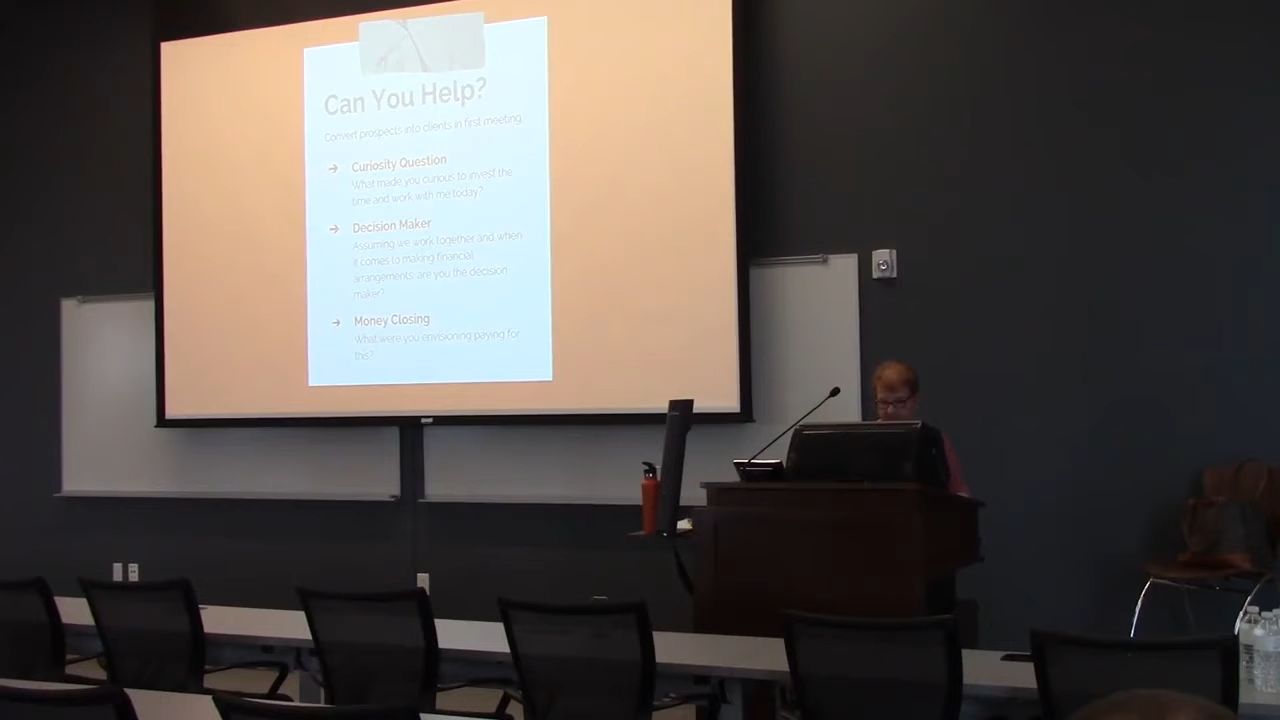 Can You Help?
Convert prospects into clients in first meeting
→ Curiosity Question
What made you curious to invest the
time and work with me today?
→ Decision Maker
Assuming we work together and when
it comes to making financial
arrangements: are you the decision
maker?
→ Money Closing
What were you envisioning paying for
this?